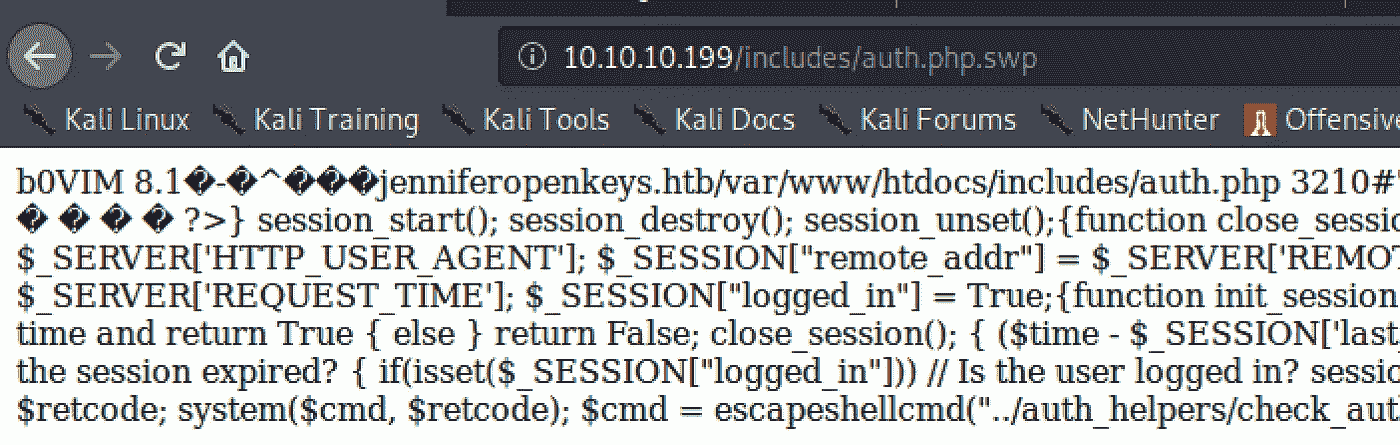 10.10.10.199/includes/auth.php.swp
Kali Linux Kali Training Kali Tools Kali Docs Kali Forums NetHunter Offensive
b0VIM 8.1�-�^���jenniferopenkeys.htb/var/www/htdocs/includes/auth.php 3210#"
� � � � ?>} session_start(); session_destroy(); session_unset();{function close_sessio
$_SERVER['HTTP_USER_AGENT']; $_SESSION["remote_addr"] = $_SERVER['REMOT
$_SERVER['REQUEST_TIME']; $_SESSION["logged_in"] = True;{function init_session
time and return True { else } return False; close_session(); { ($time - $_SESSION['last
the session expired? { if(isset($_SESSION["logged_in"])) // Is the user logged in? sessio
$retcode; system($cmd, $retcode); $cmd = escapeshellcmd("../auth_helpers/check_aut